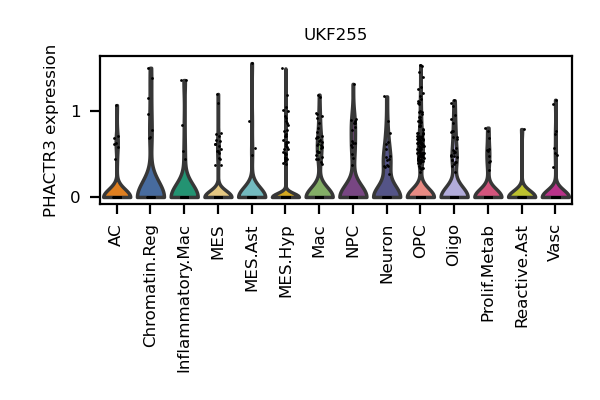 UKF255
PHACTR3 expression
1
0
AC
Chromatin.Reg
Inflammatory.Mac
MES
MES.Ast
MES.Hyp
Mac
NPC
Neuron
OPC
Oligo
Prolif.Metab
Reactive.Ast
Vasc